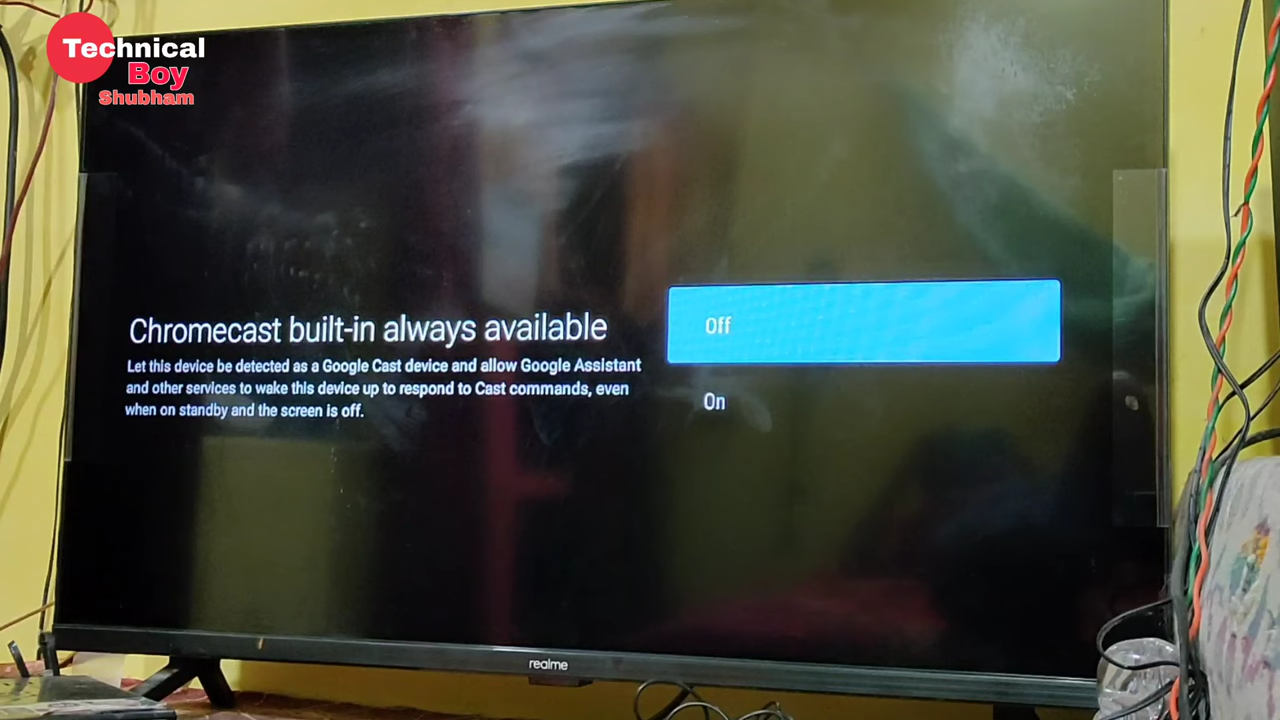 Technical
Boy
Shubham
Chromecast built-in always available
Let this device be detected as a Google Cast device and allow Google Assistant
and other services to wake this device up to respond to Cast commands, even
when on standby and the screen is off.
Off
On
realme